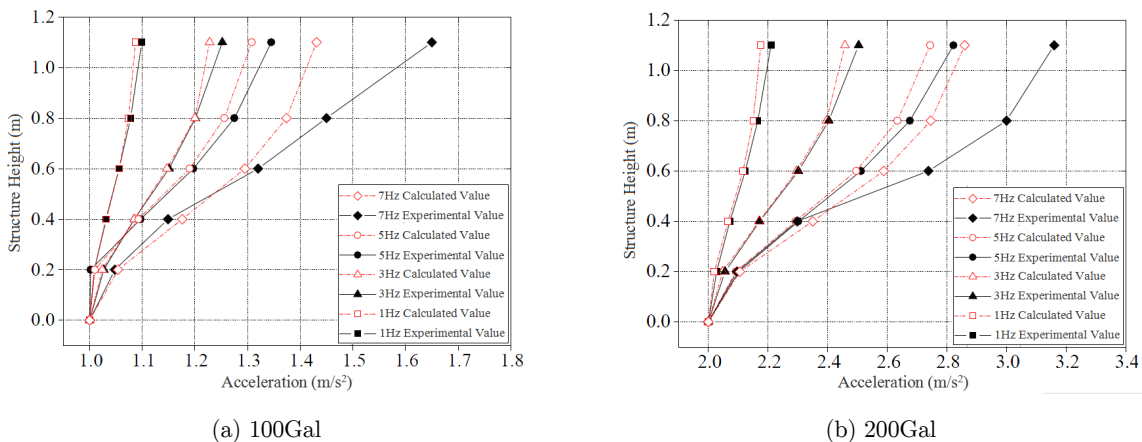 1.2
1.0
0.8
0.6
0.4
0.2
0.0
Structure Height (m)
7Hz Calculated Value
7Hz Experimental Value
5Hz Calculated Value
5Hz Experimental Value
3Hz Calculated Value
3Hz Experimental Value
1Hz Calculated Value
1Hz Experimental Value
1.0 1.1 1.2 1.3 1.4 1.5 1.6 1.7 1.8
Acceleration (m/s²)
(a) 100Gal
1.2
1.0
0.8
0.6
0.4
0.2
0.0
Structure Height (m)
7Hz Calculated Value
7Hz Experimental Value
5Hz Calculated Value
5Hz Experimental Value
3Hz Calculated Value
3Hz Experimental Value
1Hz Calculated Value
1Hz Experimental Value
2.0 2.2 2.4 2.6 2.8 3.0 3.2 3.4
Acceleration (m/s²)
(b) 200Gal